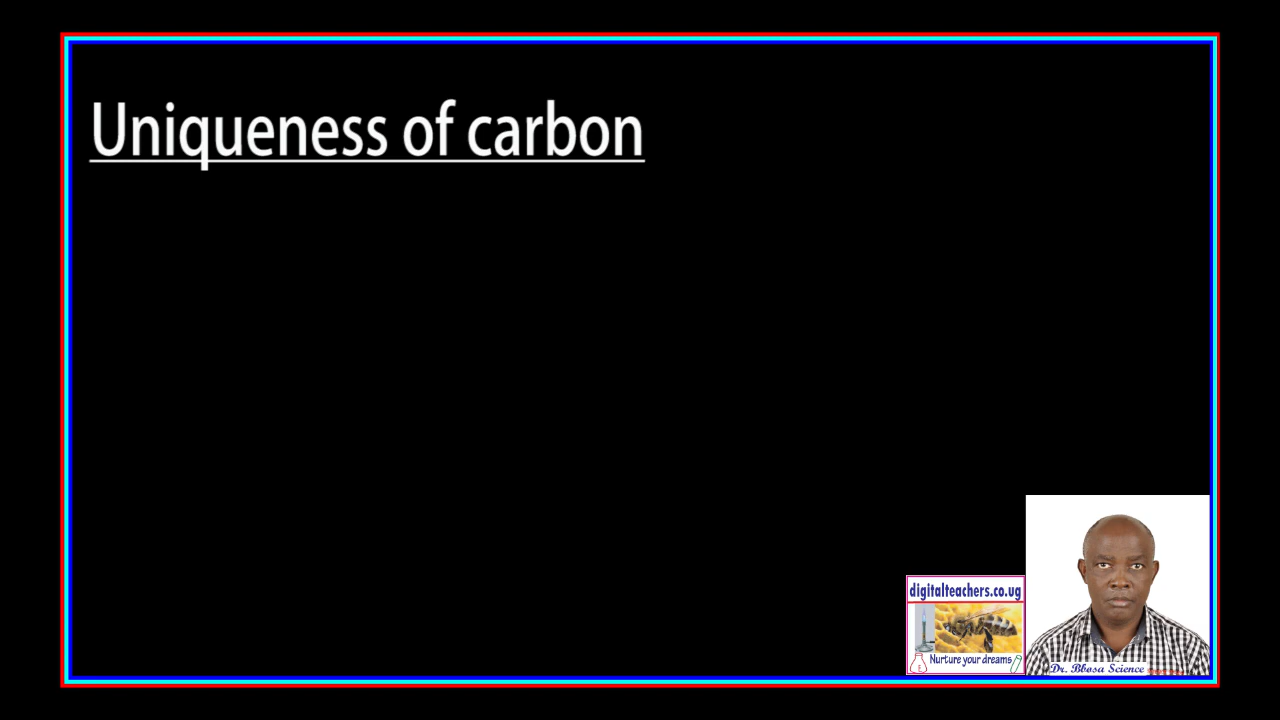 Uniqueness of carbon
digitalteachers.co.ug
Nurture your dreams
Dr. Bbosa Science